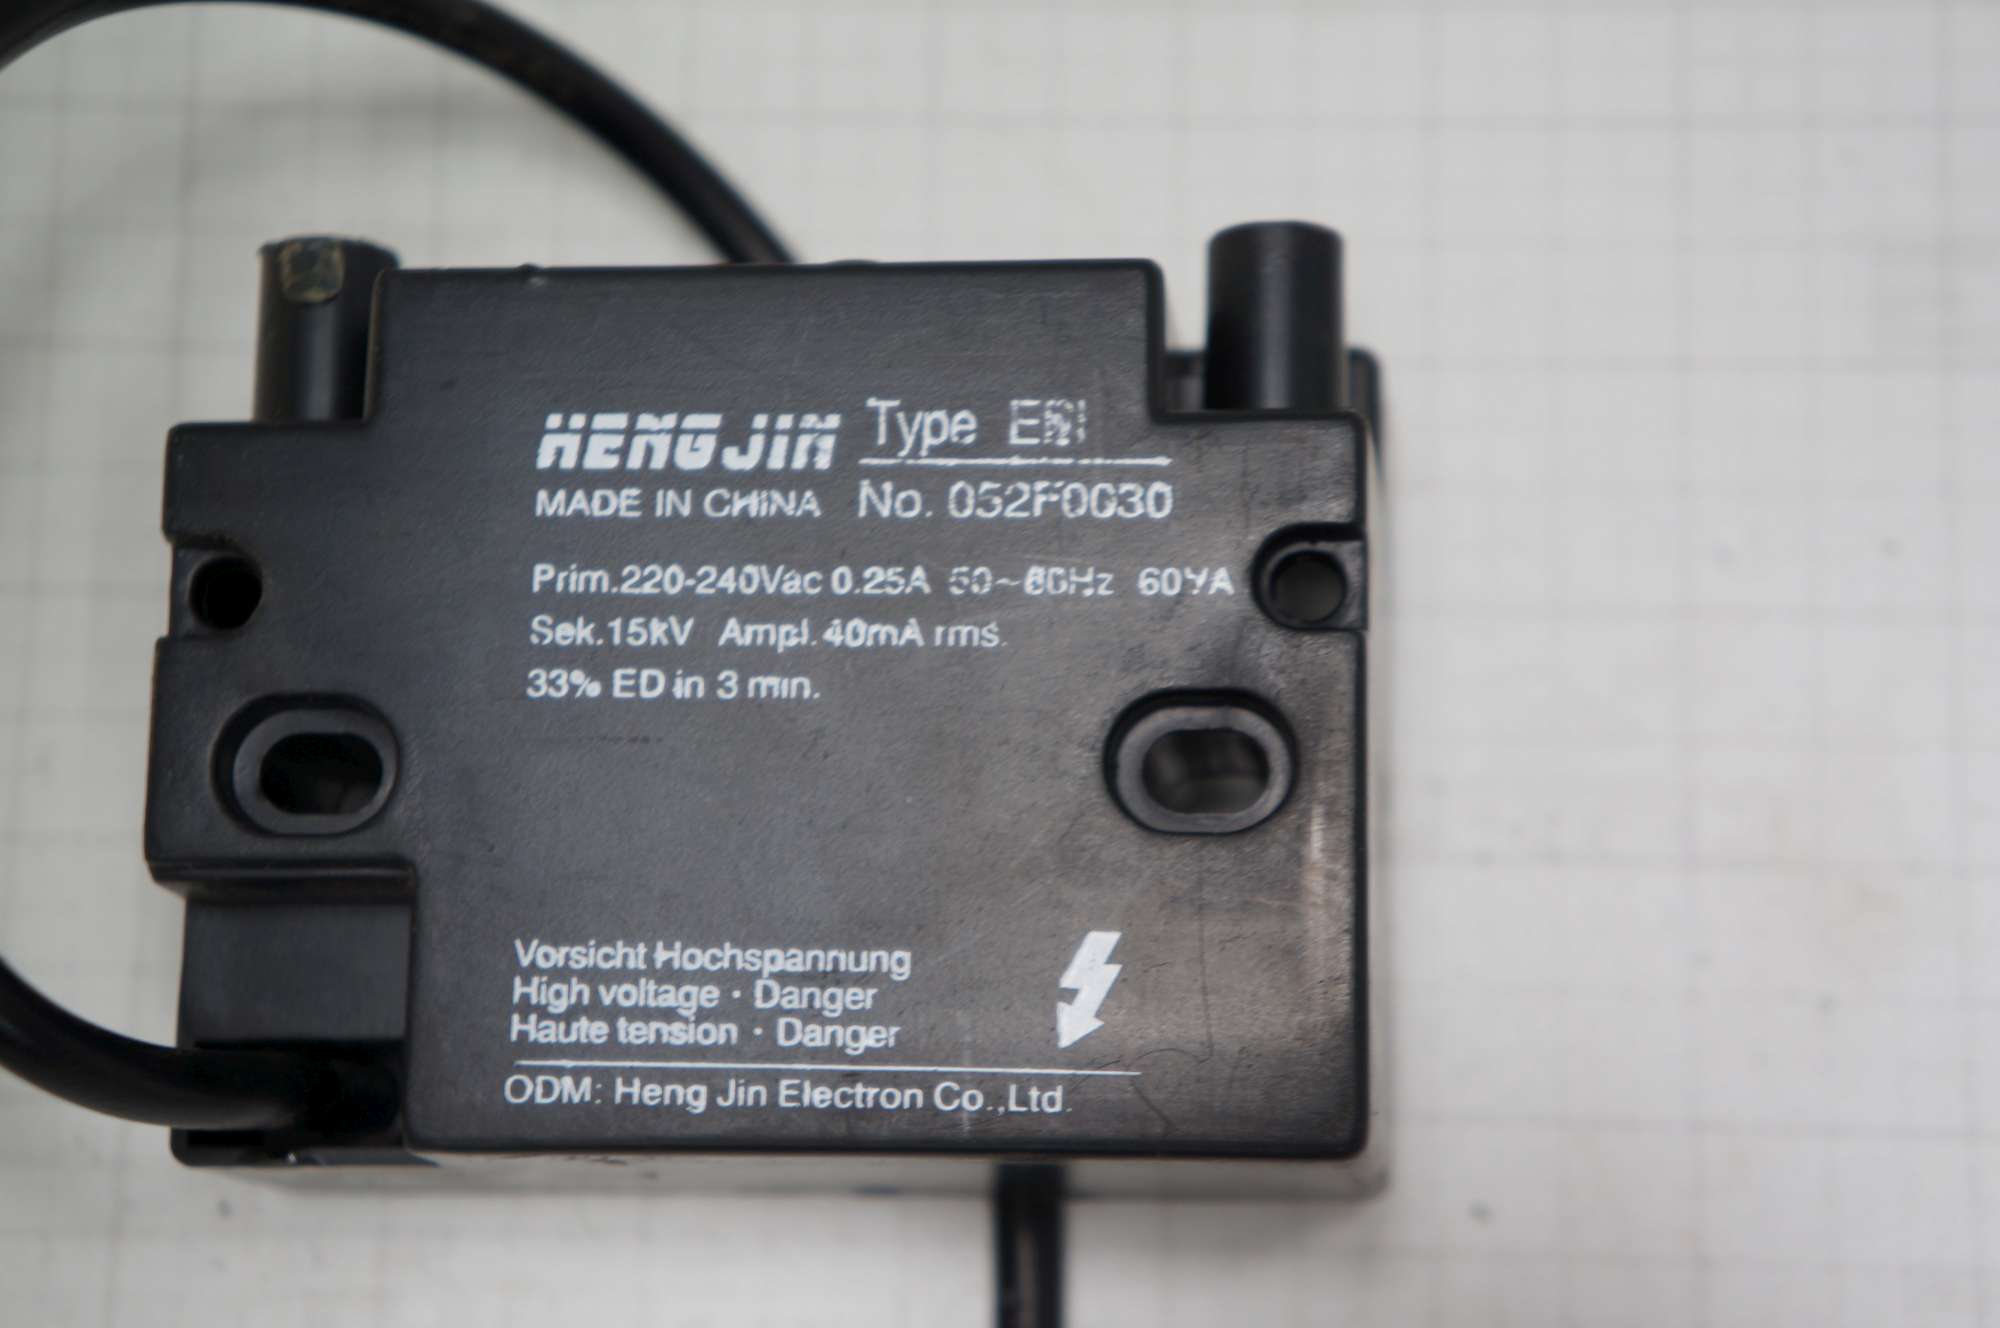 HENG JIN Type EBI
MADE IN CHINA No. 052F0030
Prim.220-240Vac 0.25A 50~60Hz 60VA
Sek.15kV Ampl.40mA rms.
33% ED in 3 min.
Vorsicht Hochspannung
High voltage · Danger
Haute tension · Danger
ODM: Heng Jin Electron Co.,Ltd.